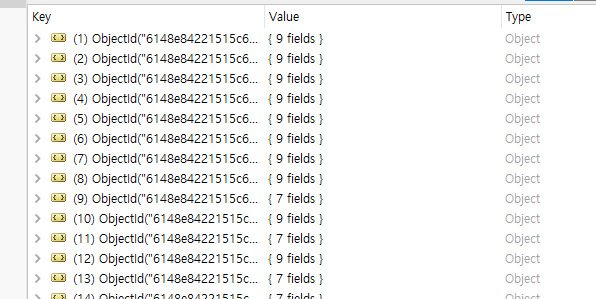 Key Value Type
(1) ObjectId("6148e84221515c6... { 9 fields } Object
(2) ObjectId("6148e84221515c6... { 9 fields } Object
(3) ObjectId("6148e84221515c6... { 9 fields } Object
(4) ObjectId("6148e84221515c6... { 9 fields } Object
(5) ObjectId("6148e84221515c6... { 9 fields } Object
(6) ObjectId("6148e84221515c6... { 9 fields } Object
(7) ObjectId("6148e84221515c6... { 9 fields } Object
(8) ObjectId("6148e84221515c6... { 9 fields } Object
(9) ObjectId("6148e84221515c6... { 7 fields } Object
(10) ObjectId("6148e84221515c... { 9 fields } Object
(11) ObjectId("6148e84221515c... { 7 fields } Object
(12) ObjectId("6148e84221515c... { 9 fields } Object
(13) ObjectId("6148e84221515c... { 7 fields } Object
(14) ObjectId("6148e84221515c... { 7 fields } Object